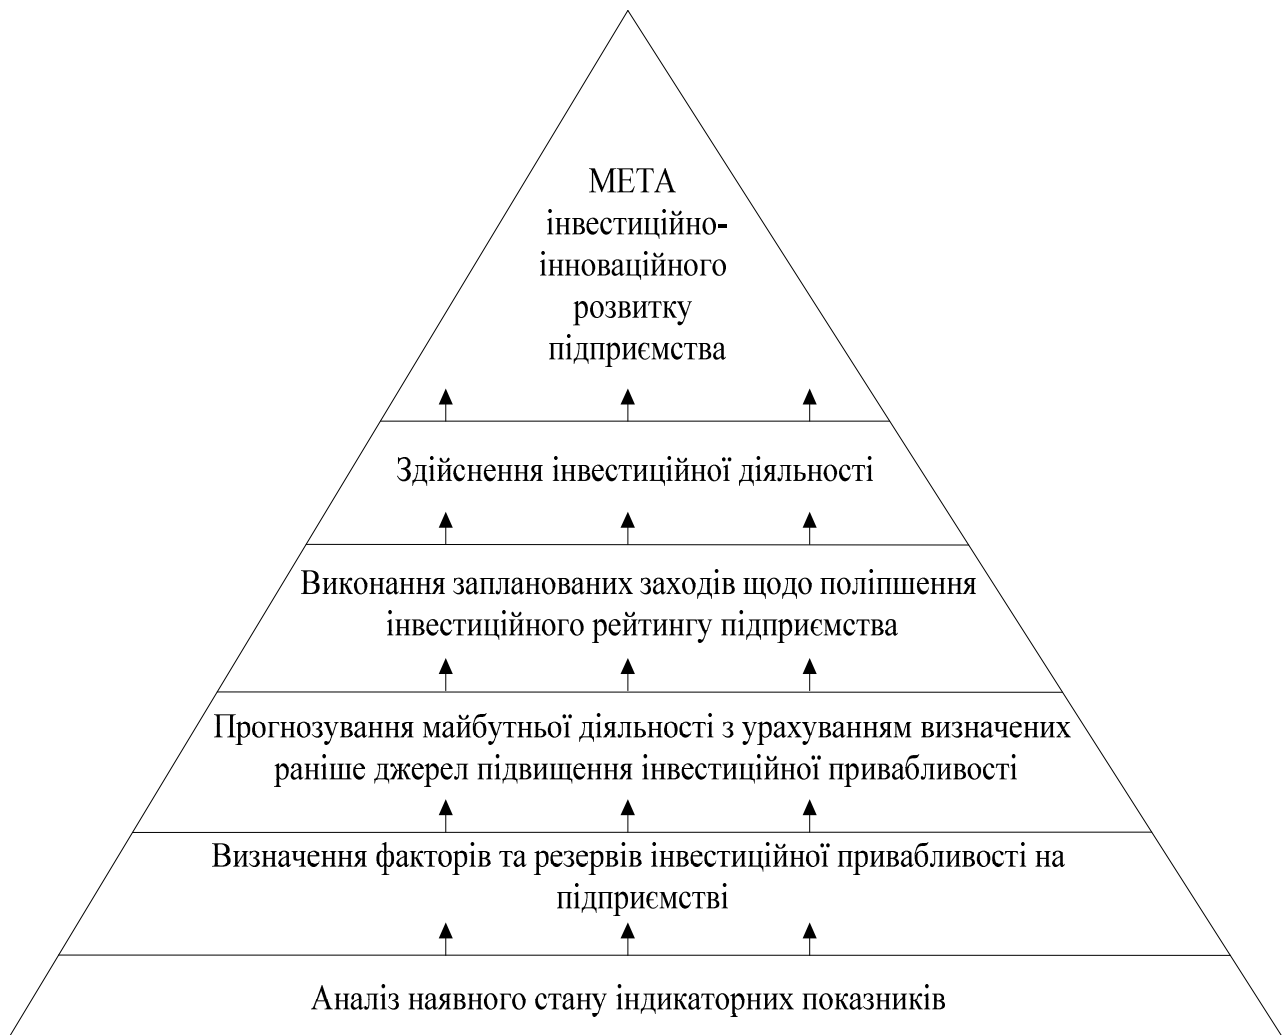 МЕТА
інвестиційно-
інноваційного
розвитку
підприємства
Здійснення інвестиційної діяльності
Виконання запланованих заходів щодо поліпшення
інвестиційного рейтингу підприємства
Прогнозування майбутньої діяльності з урахуванням визначених
раніше джерел підвищення інвестиційної привабливості
Визначення факторів та резервів інвестиційної привабливості на
підприємстві
Аналіз наявного стану індикаторних показників